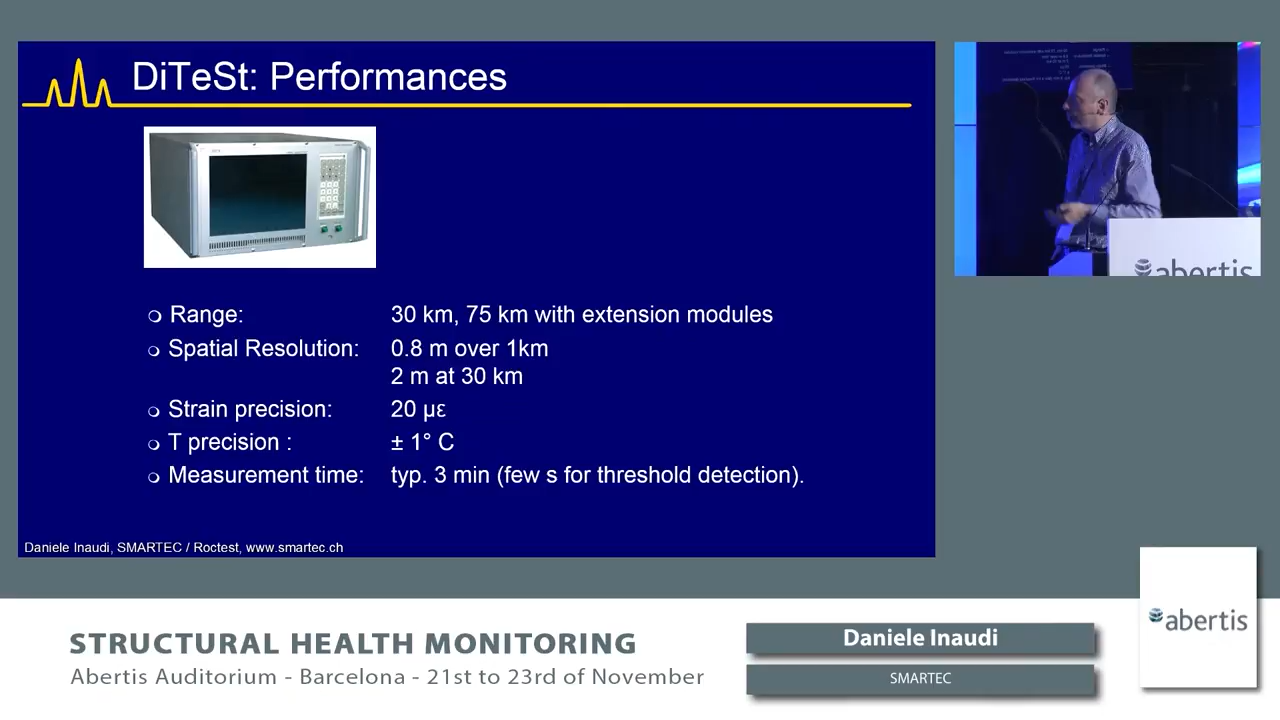 DiTeSt: Performances
Range: 30 km, 75 km with extension modules
Spatial Resolution: 0.8 m over 1km
2 m at 30 km
Strain precision: 20 με
T precision : ± 1° C
Measurement time: typ. 3 min (few s for threshold detection).
Daniele Inaudi, SMARTEC / Roctest, www.smartec.ch
abertis
STRUCTURAL HEALTH MONITORING
Abertis Auditorium - Barcelona - 21st to 23rd of November
Daniele Inaudi
SMARTEC
abertis